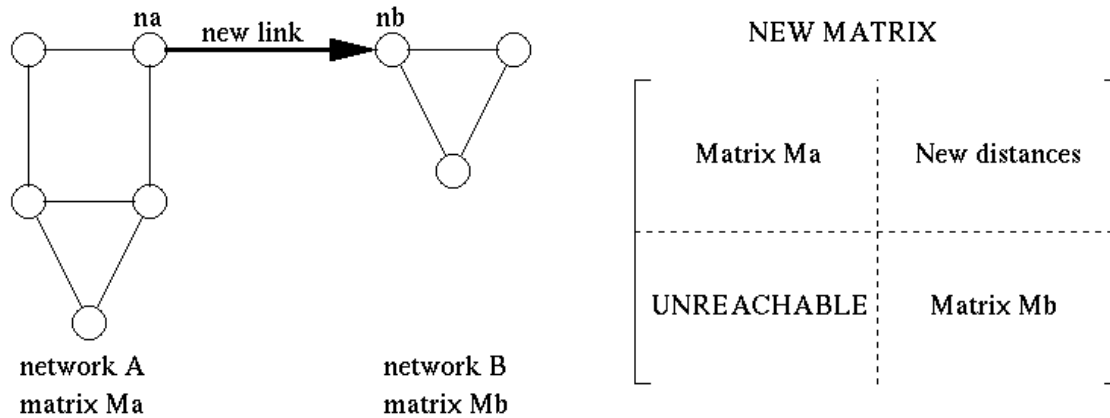 na
nb
new link
NEW MATRIX
Matrix Ma
New distances
UNREACHABLE
Matrix Mb
network A
matrix Ma
network B
matrix Mb